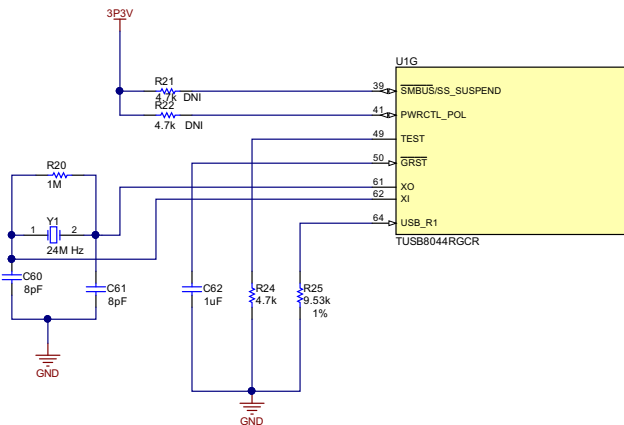 3P3V
U1G
R21
4.7k DNI
39
SMBUS/SS_SUSPEND
R22
4.7k DNI
41
PWRCTL_POL
49
TEST
50
GRST
R20
1M
61
XO
62
XI
Y1
1
2
24M Hz
64
USB_R1
TUSB8044RGCR
C60
8pF
C61
8pF
C62
1uF
R24
4.7k
R25
9.53k
1%
GND
GND